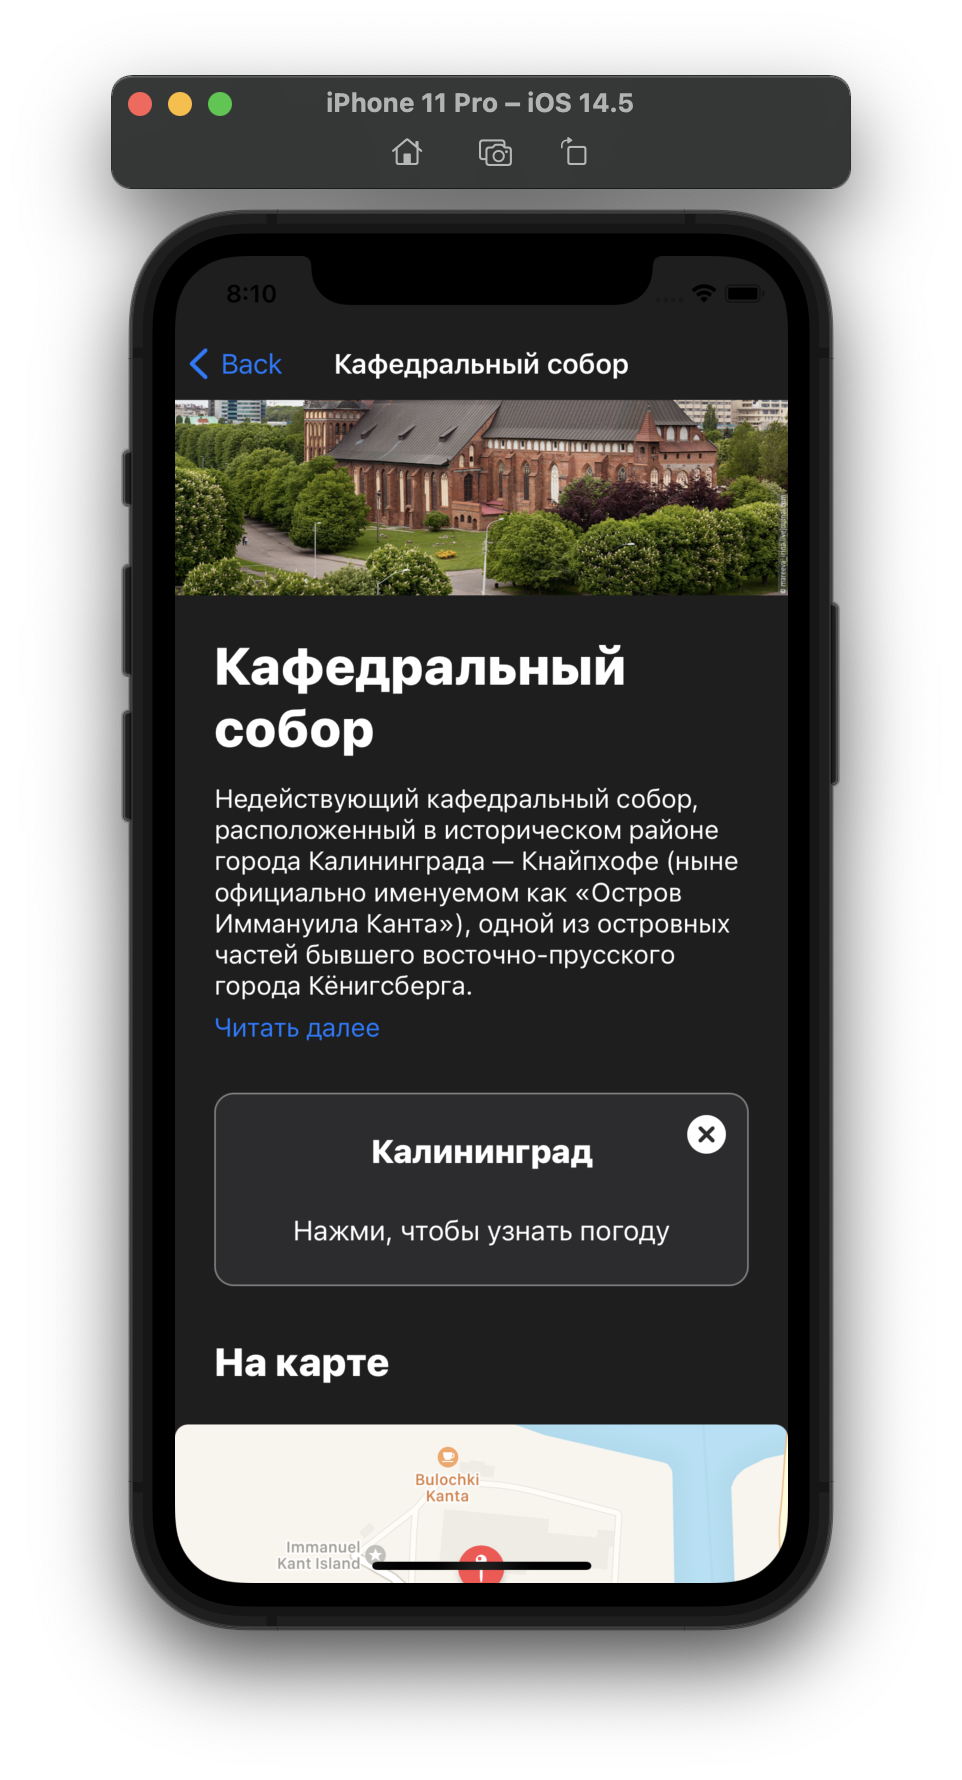 iPhone 11 Pro – iOS 14.5
8:10
Back
Кафедральный собор
Кафедральный
собор
Недействующий кафедральный собор,
расположенный в историческом районе
города Калининграда — Кнайпхофе (ныне
официально именуемом как «Остров
Иммануила Канта»), одной из островных
частей бывшего восточно-прусского
города Кёнигсберга.
Читать далее
Калининград
Нажми, чтобы узнать погоду
На карте
Bulochki
Kanta
Immanuel
Kant Island